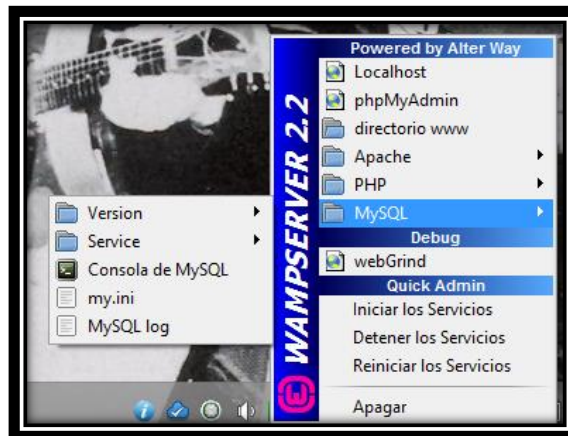 Powered by Alter Way
Localhost
phpMyAdmin
directorio www
Apache
PHP
MySQL
Debug
webGrind
Quick Admin
Iniciar los Servicios
Detener los Servicios
Reiniciar los Servicios
Apagar
WAMPSERVER 2.2
Version
Service
Consola de MySQL
my.ini
MySQL log